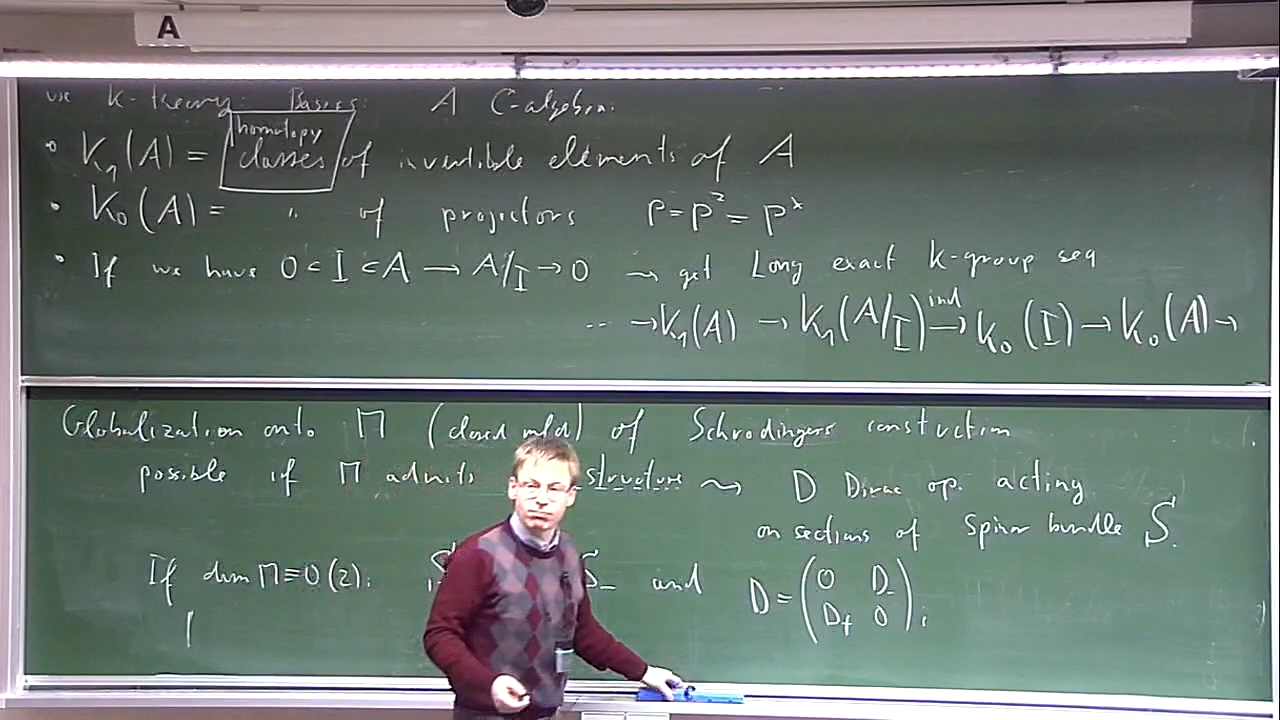 A
use K-theory: Basics: A C-algebra:
• K₁(A) = homotopy classes of invertible elements of A
• K₀(A) = " of projectors P = P² = P*
• If we have 0 ⊂ I ⊂ A → A/I → 0 ⇝ get Long exact K-group seq
... → K₁(A) → K₁(A/I) ind→ K₀(I) → K₀(A) →
Globalization onto M (closed mfd) of Schrodingers construction
possible if M admits structure ⇝ D Dirac op. acting
on sections of Spinor bundle S.
If dim M ≡ 0(2): S₋ and D = (0 D₋ D₊ 0)